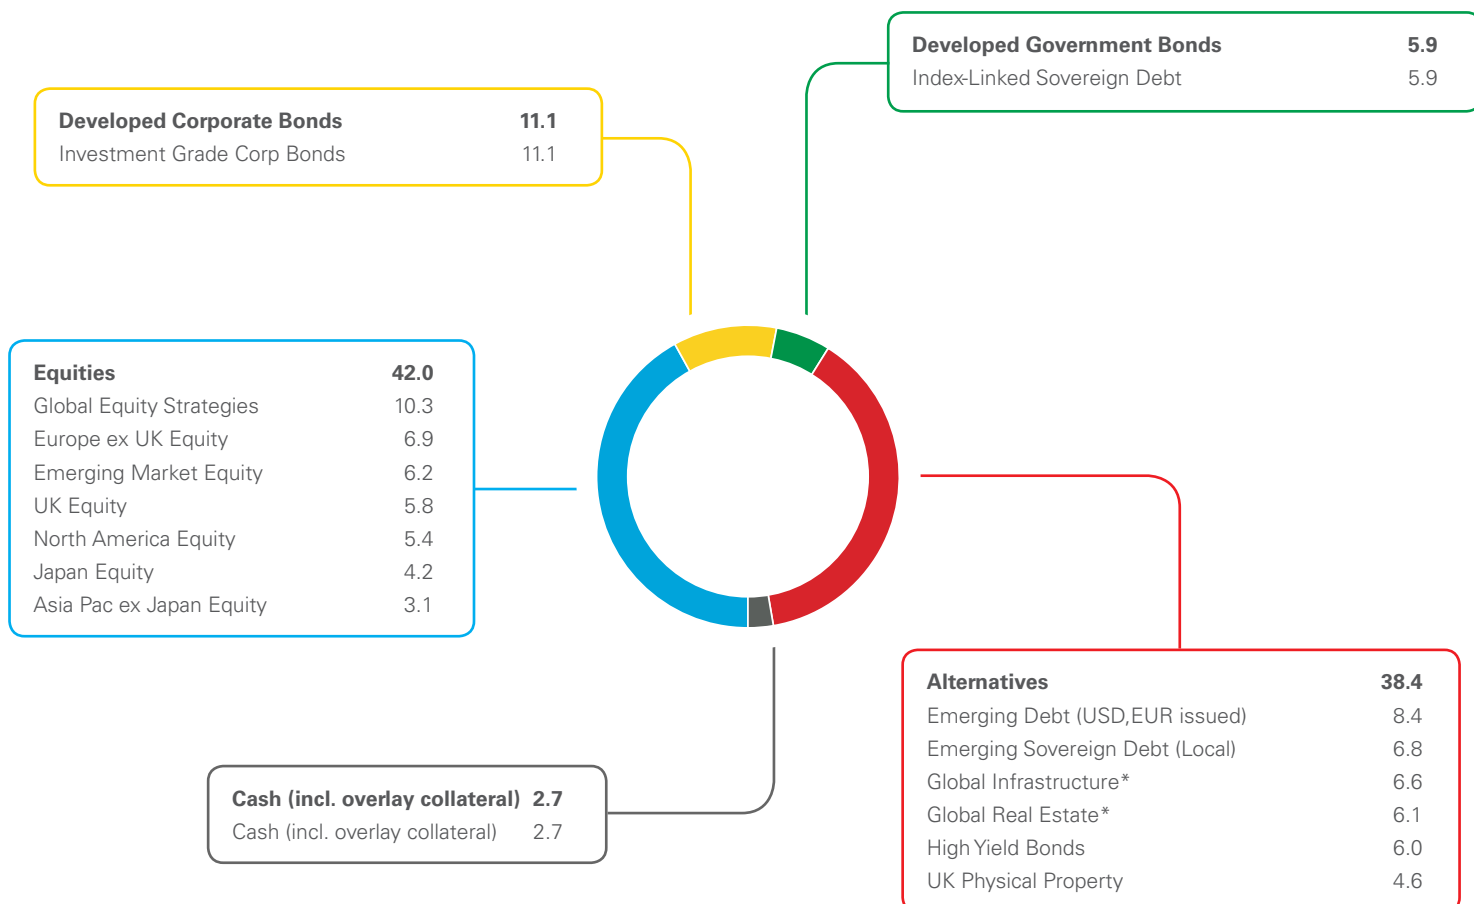 Developed Government Bonds 5.9
Index-Linked Sovereign Debt 5.9
Developed Corporate Bonds 11.1
Investment Grade Corp Bonds 11.1
Equities 42.0
Global Equity Strategies 10.3
Europe ex UK Equity 6.9
Emerging Market Equity 6.2
UK Equity 5.8
North America Equity 5.4
Japan Equity 4.2
Asia Pac ex Japan Equity 3.1
Alternatives 38.4
Emerging Debt (USD,EUR issued) 8.4
Emerging Sovereign Debt (Local) 6.8
Global Infrastructure* 6.6
Global Real Estate* 6.1
High Yield Bonds 6.0
UK Physical Property 4.6
Cash (incl. overlay collateral) 2.7
Cash (incl. overlay collateral) 2.7